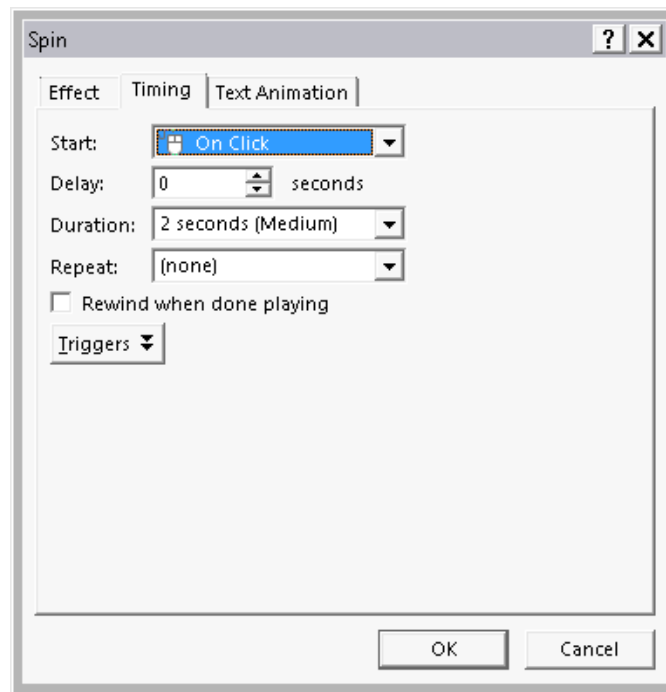 Spin
Effect Timing Text Animation
Start: On Click
Delay: 0 seconds
Duration: 2 seconds (Medium)
Repeat: (none)
Rewind when done playing
Triggers
OK Cancel